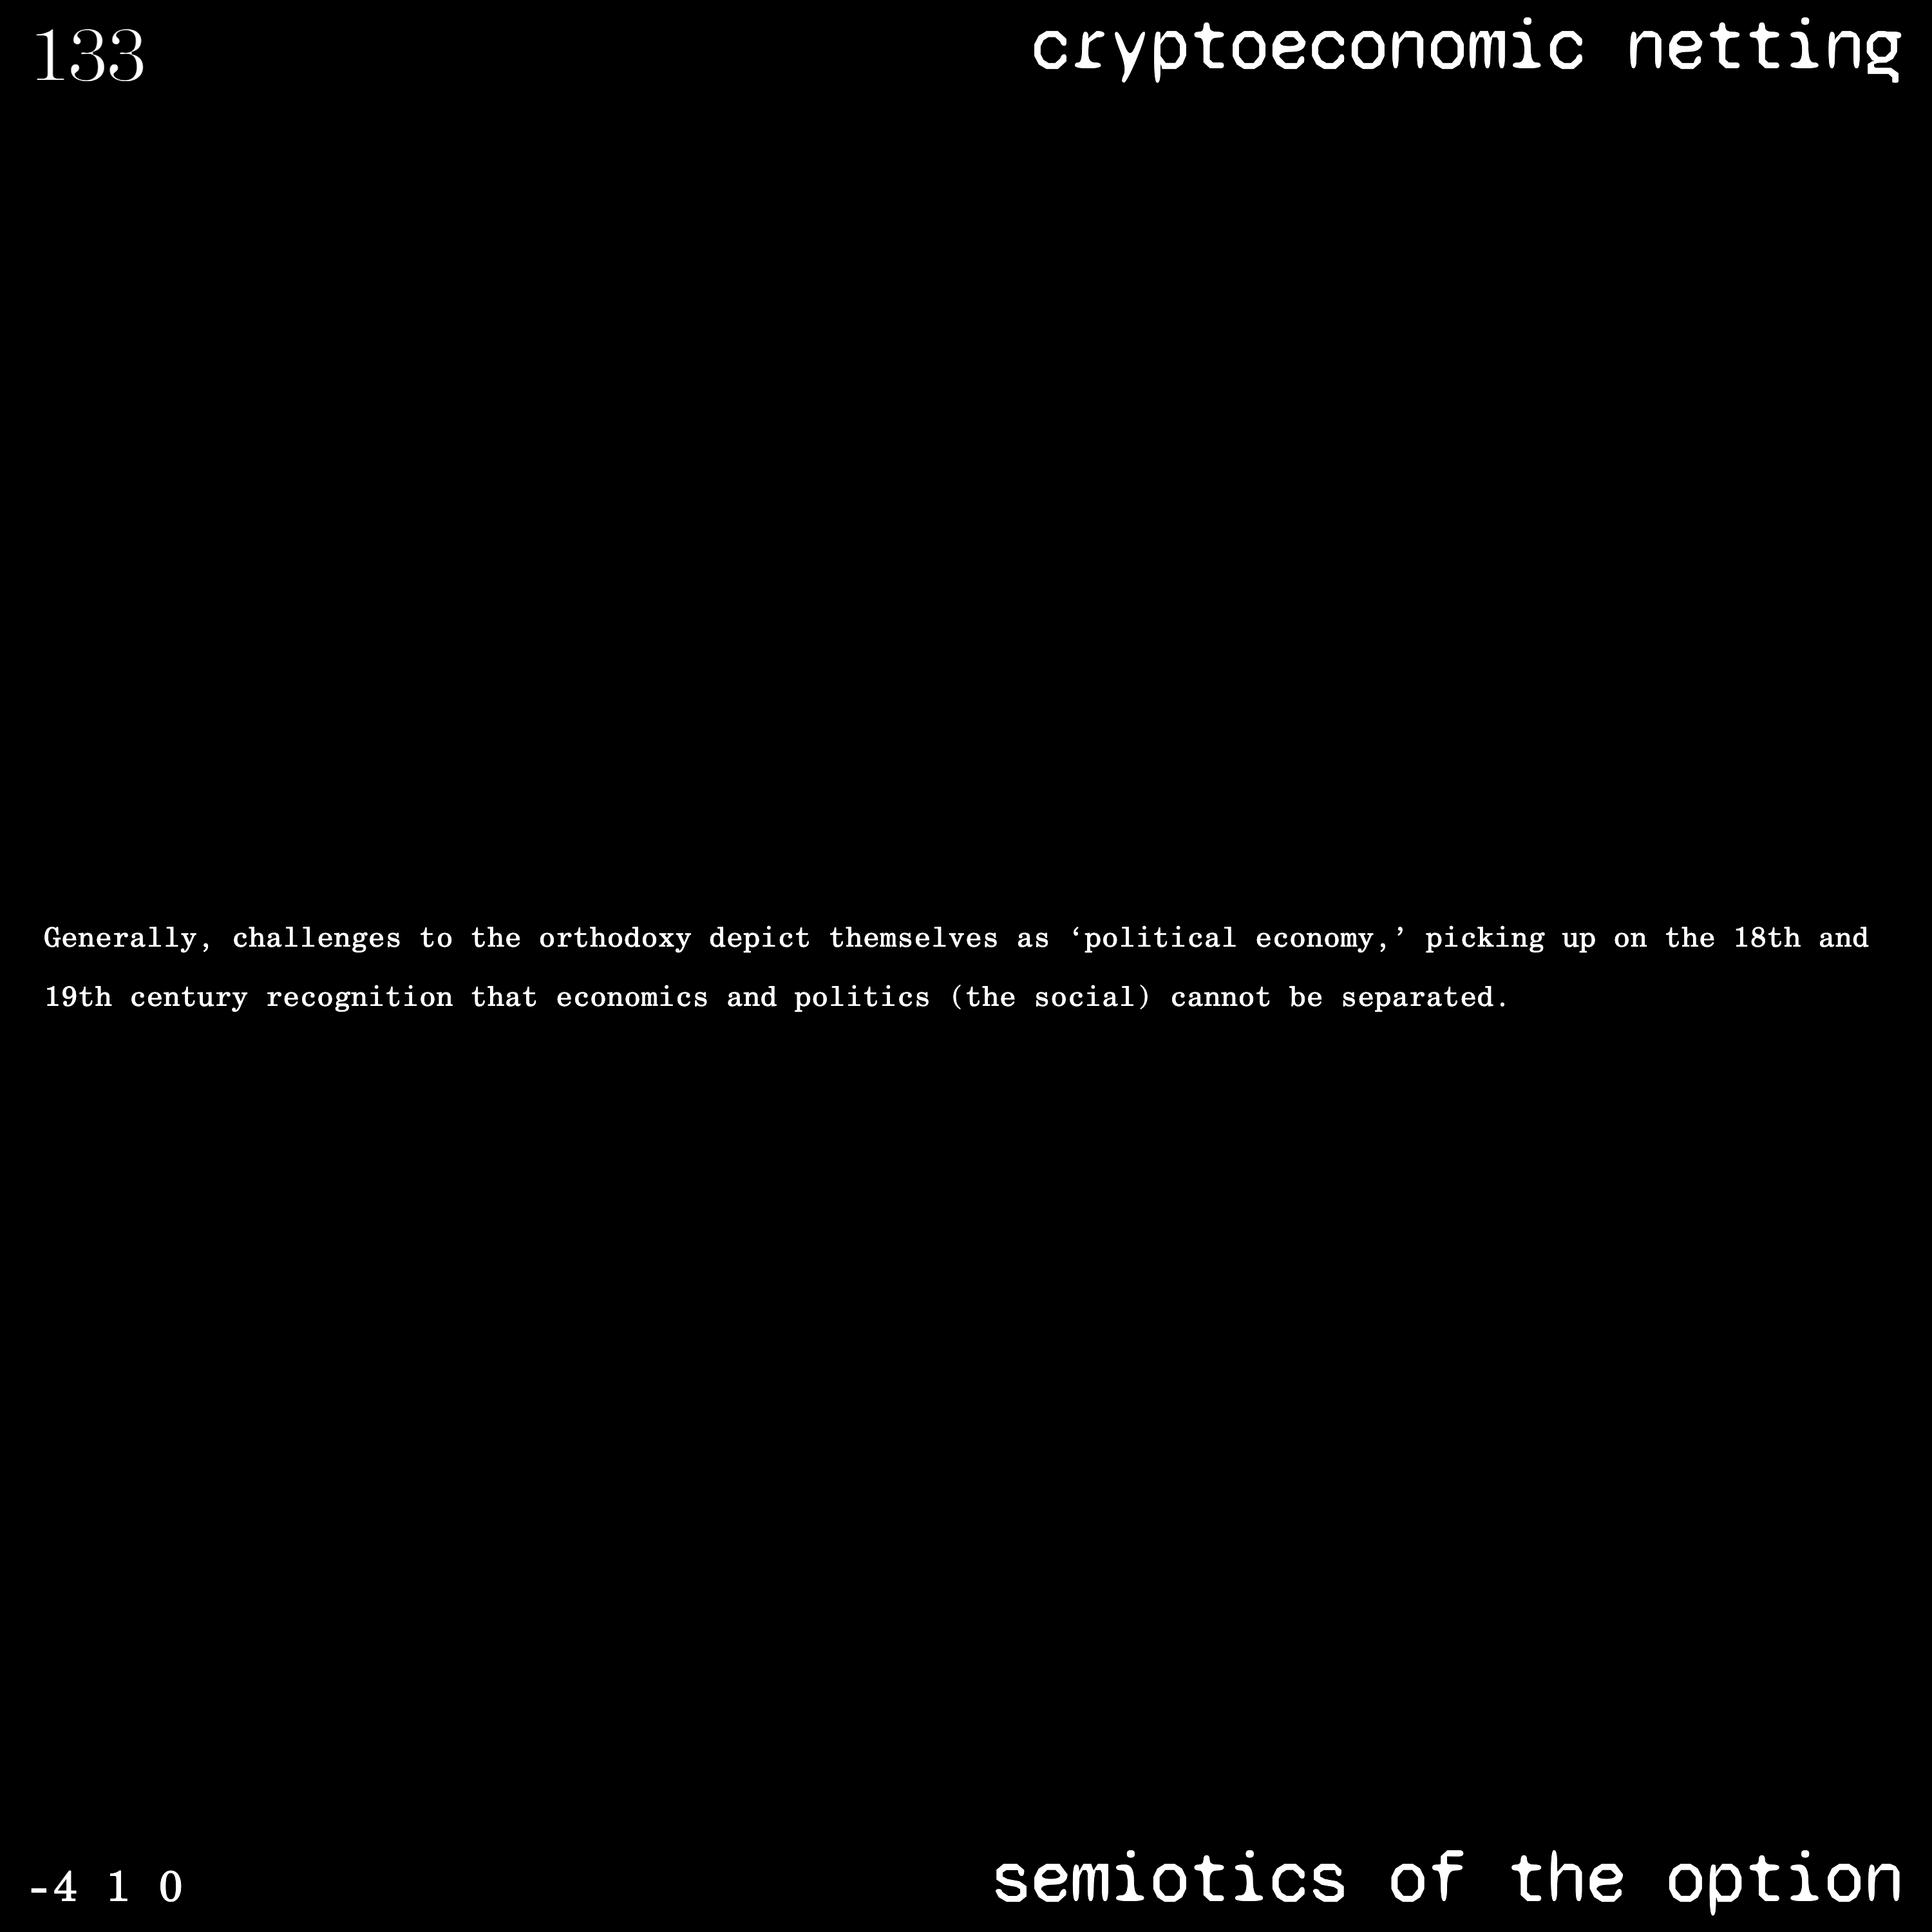 133
cryptoeconomic netting
Generally, challenges to the orthodoxy depict themselves as ‘political economy,’ picking up on the 18th and
19th century recognition that economics and politics (the social) cannot be separated.
-4 1 0
semiotics of the option